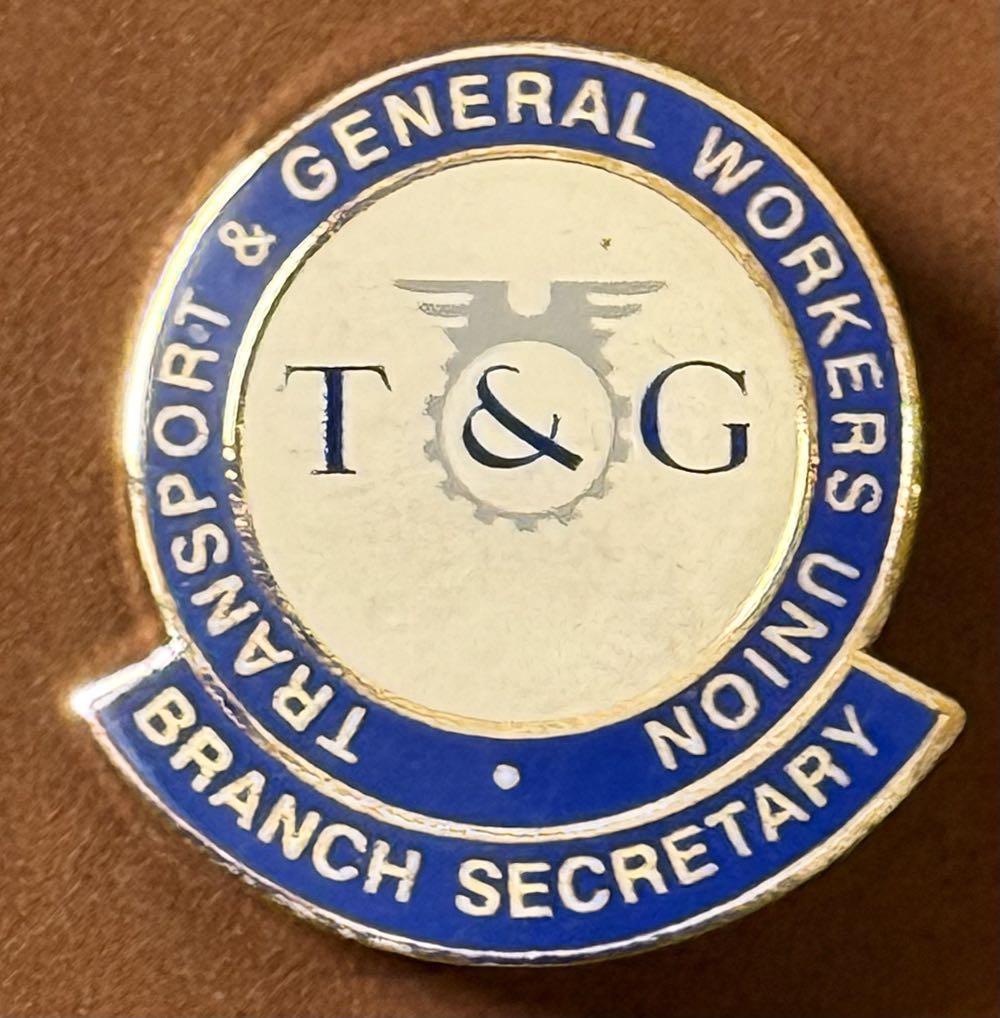 TRANSPORT & GENERAL WORKERS UNION
T & G
BRANCH SECRETARY